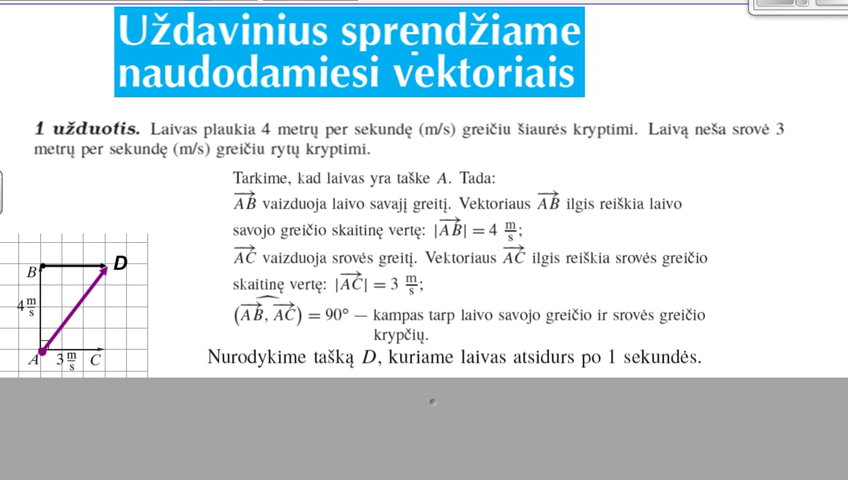 Uždavinius sprendžiame
naudodamiesi vektoriais
1 užduotis. Laivas plaukia 4 metrų per sekundę (m/s) greičiu šiaurės kryptimi. Laivą neša srovė 3
metrų per sekundę (m/s) greičiu rytų kryptimi.
Tarkime, kad laivas yra taške A. Tada:
AB vaizduoja laivo savąjį greitį. Vektoriaus AB ilgis reiškia laivo
savojo greičio skaitinę vertę: |AB| = 4 m/s;
AC vaizduoja srovės greitį. Vektoriaus AC ilgis reiškia srovės greičio
skaitinę vertę: |AC| = 3 m/s;
(AB, AC) = 90° — kampas tarp laivo savojo greičio ir srovės greičio
krypčių.
Nurodykime tašką D, kuriame laivas atsidurs po 1 sekundės.
B
D
4 m/s
A
3 m/s
C